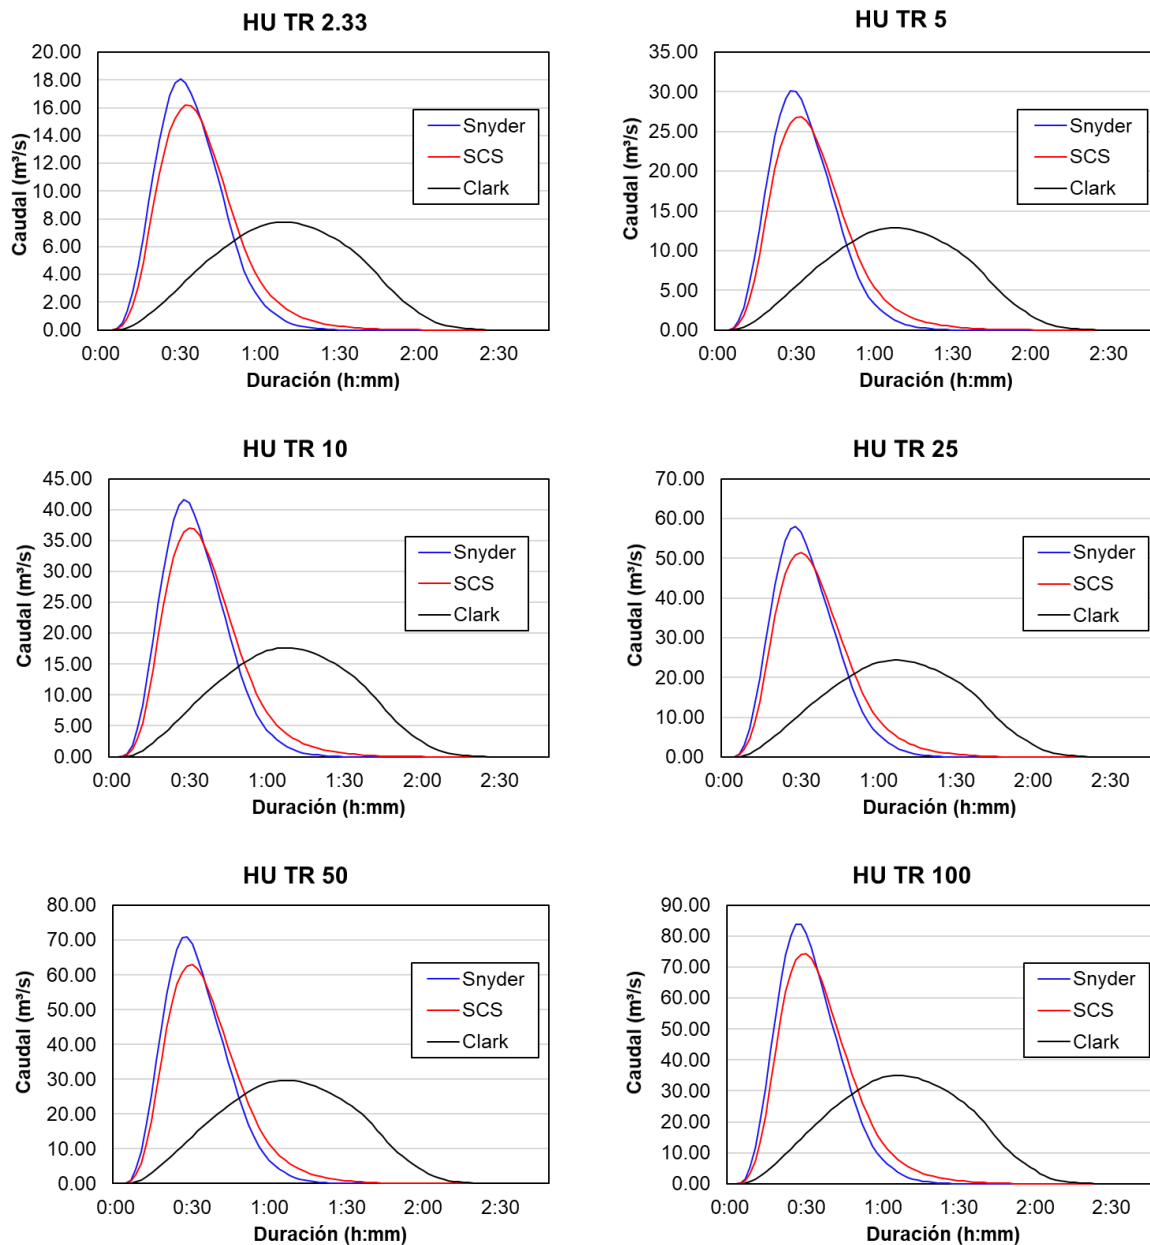 HU TR 2.33
20.00
18.00
16.00
14.00
12.00
10.00
8.00
6.00
4.00
2.00
0.00
Caudal (m³/s)
Snyder
SCS
Clark
0:00 0:30 1:00 1:30 2:00 2:30
Duración (h:mm)
HU TR 5
35.00
30.00
25.00
20.00
15.00
10.00
5.00
0.00
Caudal (m³/s)
Snyder
SCS
Clark
0:00 0:30 1:00 1:30 2:00 2:30
Duración (h:mm)
HU TR 10
45.00
40.00
35.00
30.00
25.00
20.00
15.00
10.00
5.00
0.00
Caudal (m³/s)
Snyder
SCS
Clark
0:00 0:30 1:00 1:30 2:00 2:30
Duración (h:mm)
HU TR 25
70.00
60.00
50.00
40.00
30.00
20.00
10.00
0.00
Caudal (m³/s)
Snyder
SCS
Clark
0:00 0:30 1:00 1:30 2:00 2:30
Duración (h:mm)
HU TR 50
80.00
70.00
60.00
50.00
40.00
30.00
20.00
10.00
0.00
Caudal (m³/s)
Snyder
SCS
Clark
0:00 0:30 1:00 1:30 2:00 2:30
Duración (h:mm)
HU TR 100
90.00
80.00
70.00
60.00
50.00
40.00
30.00
20.00
10.00
0.00
Caudal (m³/s)
Snyder
SCS
Clark
0:00 0:30 1:00 1:30 2:00 2:30
Duración (h:mm)